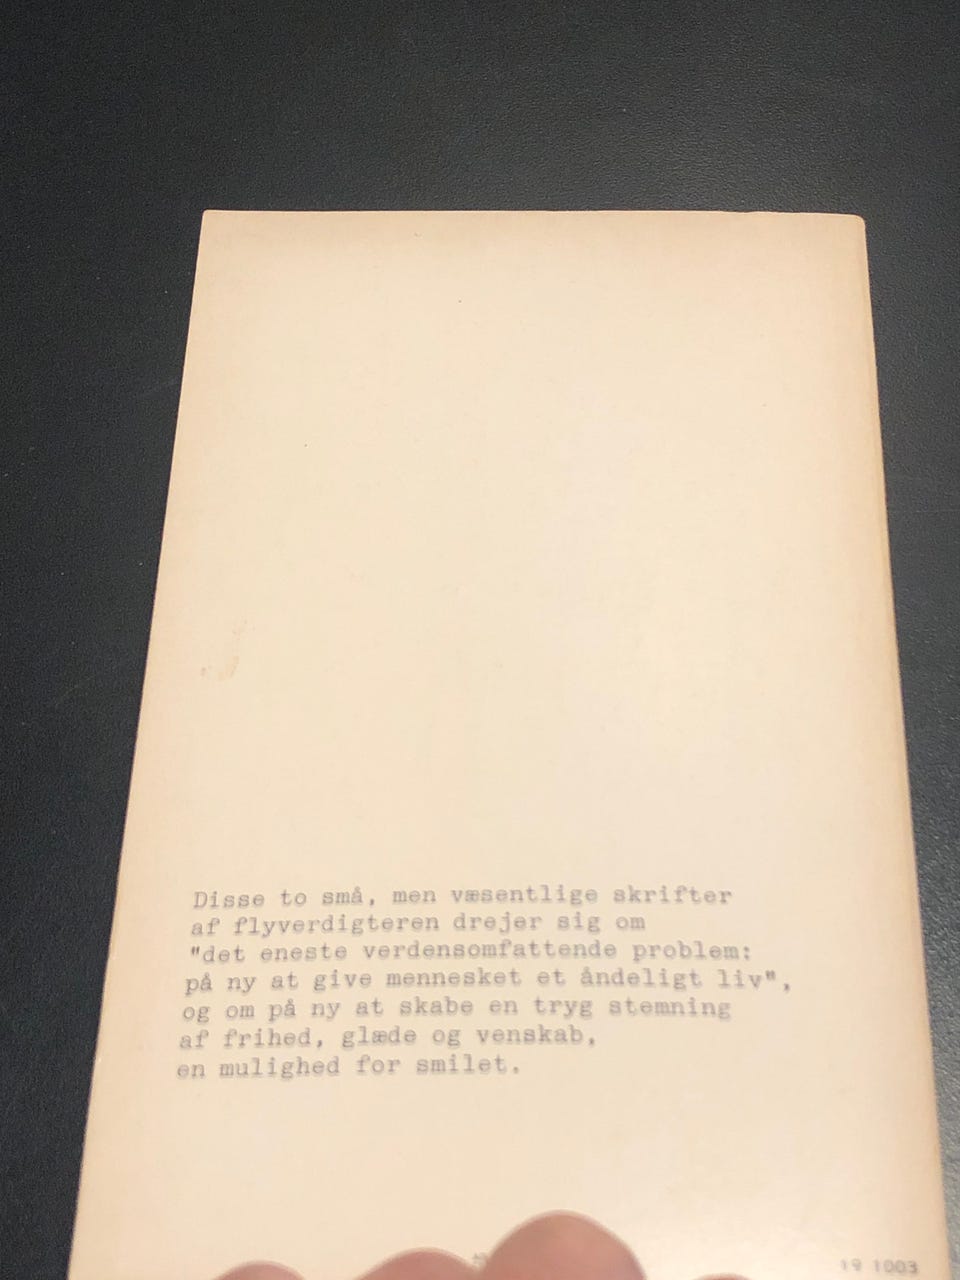 Disse to små, men væsentlige skrifter
af flyverdigteren drejer sig om
"det eneste verdensomfattende problem:
på ny at give mennesket et åndeligt liv",
og om på ny at skabe en tryg stemning
af frihed, glæde og venskab,
en mulighed for smilet.
19 1003